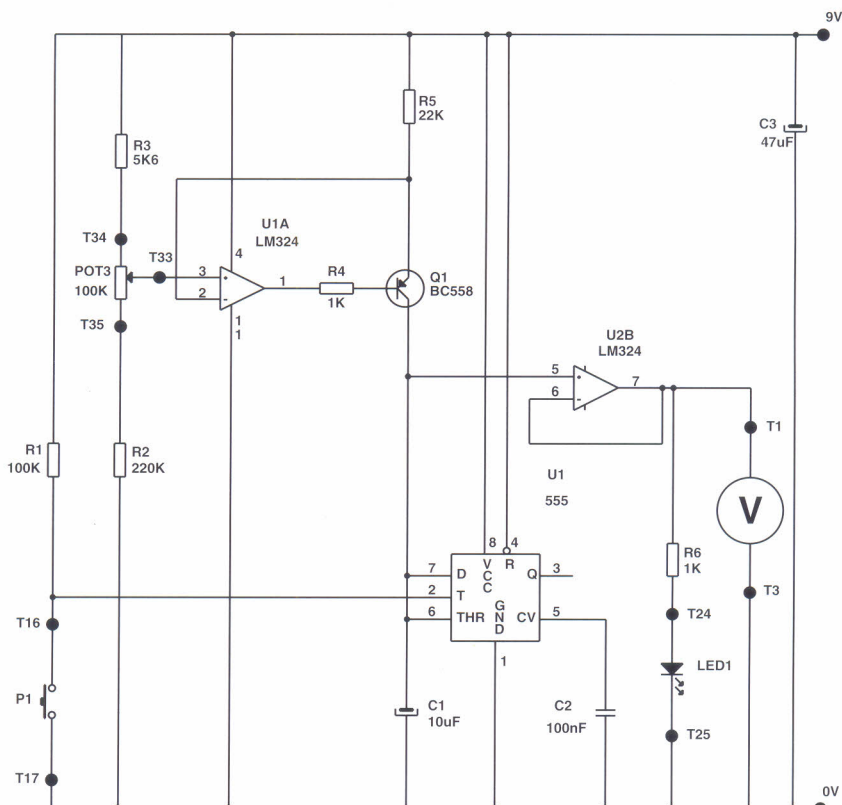 9V
R5
22K
C3
47uF
R3
5K6
U1A
LM324
T34
T33
4
POT3
100K
3
2
1
R4
1K
Q1
BC558
T35
1
1
U2B
LM324
5
6
7
T1
R1
100K
R2
220K
U1
555
V
8
4
7
D
V
C
C
R
Q
3
R6
1K
2
T
T3
T16
6
THR
G
N
D
CV
5
T24
1
LED1
P1
C1
10uF
C2
100nF
T25
T17
0V